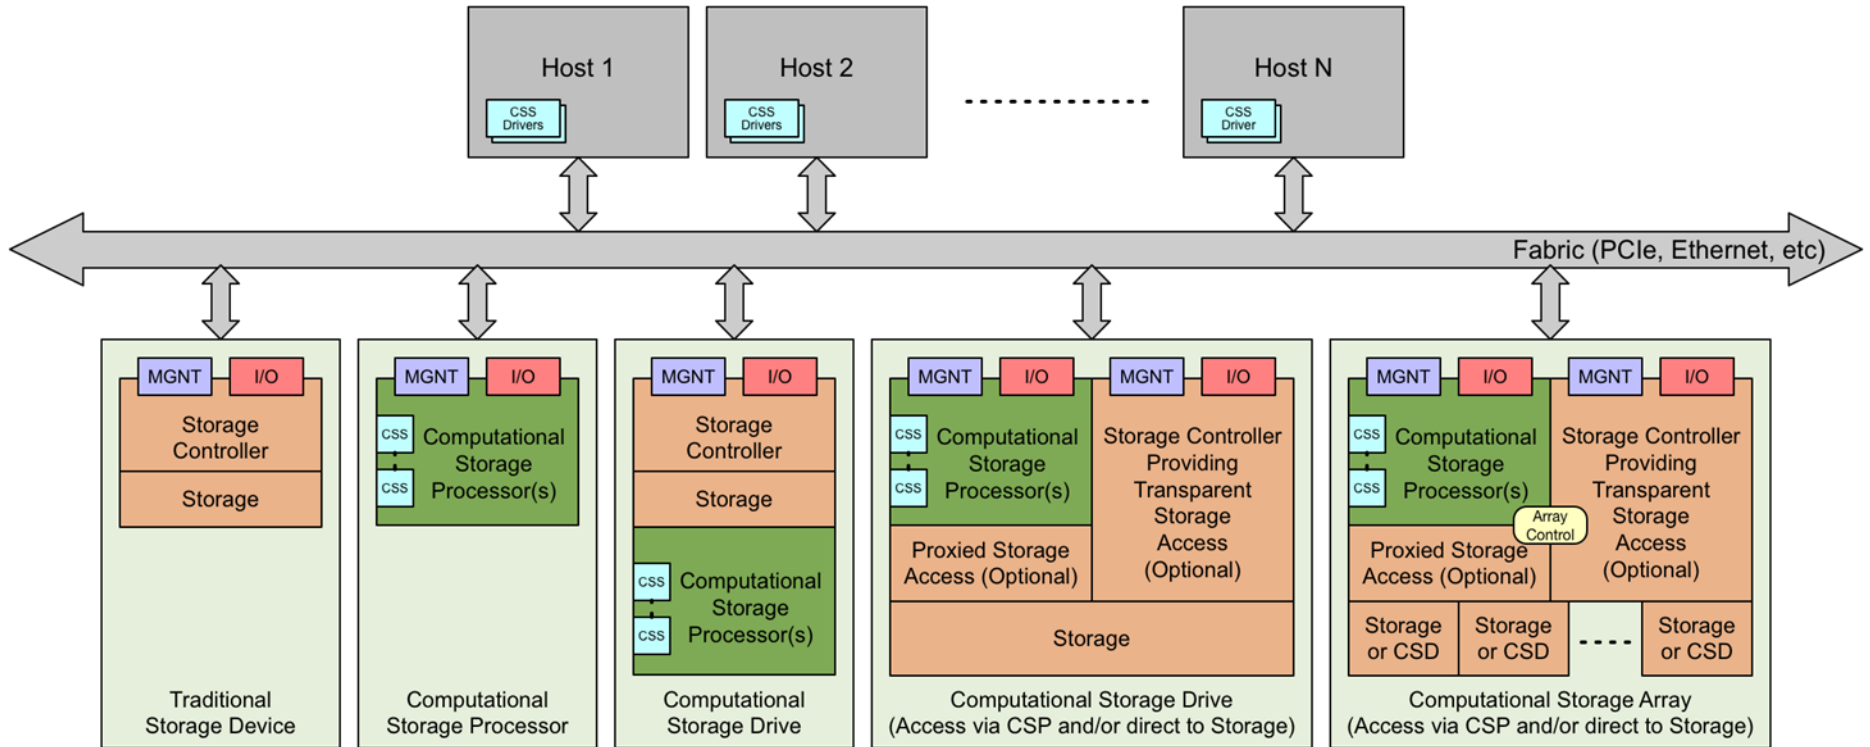 Host 1
CSS
Drivers
Host 2
CSS
Drivers
Host N
CSS
Driver
Fabric (PCIe, Ethernet, etc)
MGNT
I/O
Storage
Controller
Storage
Traditional
Storage Device
MGNT
I/O
CSS
CSS
Computational
Storage
Processor(s)
Computational
Storage Processor
MGNT
I/O
Storage
Controller
Storage
CSS
CSS
Computational
Storage
Processor(s)
Computational
Storage Drive
MGNT
I/O
MGNT
I/O
CSS
CSS
Computational
Storage
Processor(s)
Storage Controller
Providing
Transparent
Storage
Access
(Optional)
Proxied Storage
Access (Optional)
Storage
Computational Storage Drive
(Access via CSP and/or direct to Storage)
MGNT
I/O
MGNT
I/O
CSS
CSS
Computational
Storage
Processor(s)
Storage Controller
Providing
Transparent
Storage
Access
(Optional)
Array
Control
Proxied Storage
Access (Optional)
Storage
or CSD
Storage
or CSD
Storage
or CSD
Computational Storage Array
(Access via CSP and/or direct to Storage)